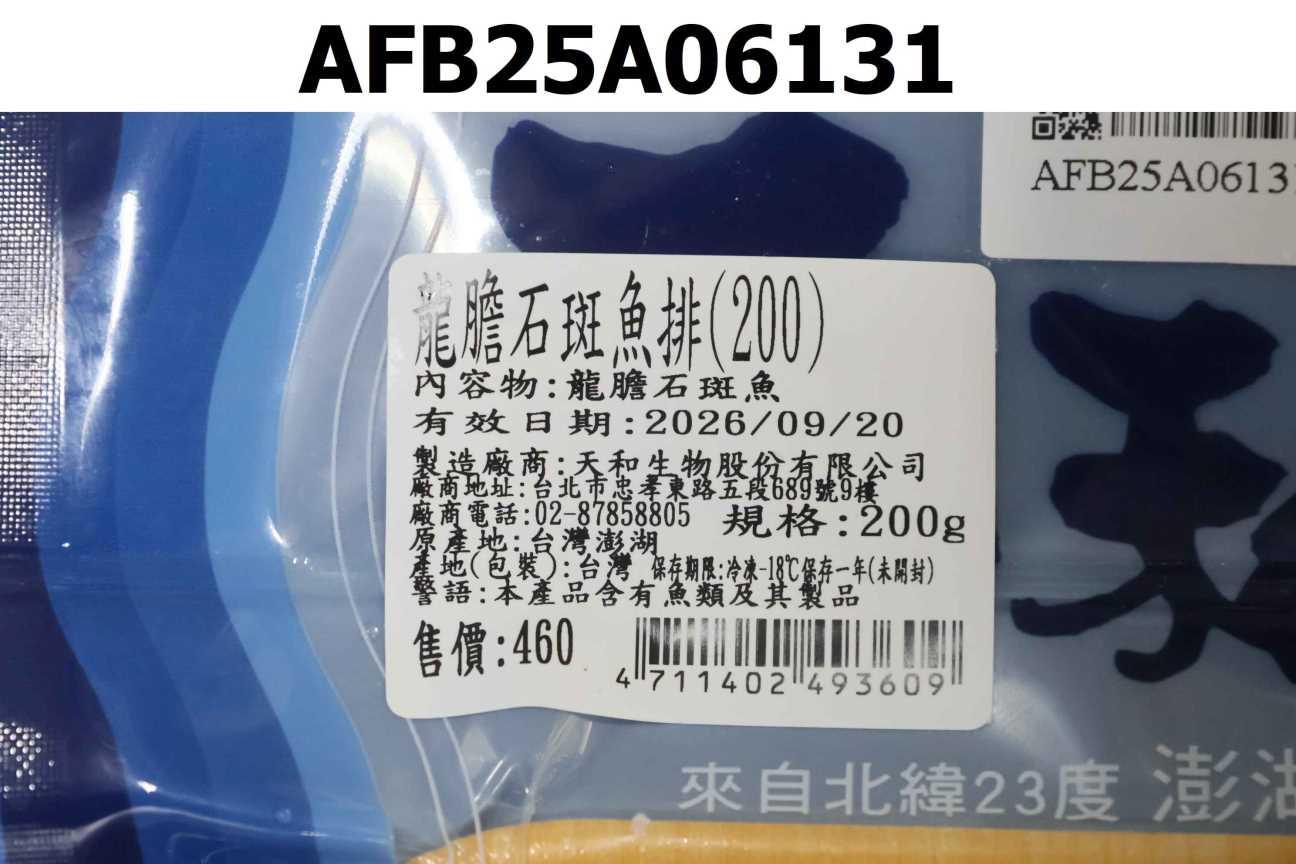 AFB25A06131
AFB25A0613
龍膽石斑魚排(200)
內容物:龍膽石斑魚
有效日期:2026/09/20
製造廠商:天和生物股份有限公司
廠商地址:台北市忠孝東路五段689號9樓
廠商電話:02-87858805 規格:200g
原產地:台灣澎湖
產地(包裝):台灣 保存期限:冷凍-18℃保存一年(未開封)
警語:本產品含有魚類及其製品
售價:460
4 711402 493609
來自北緯23度 澎湖